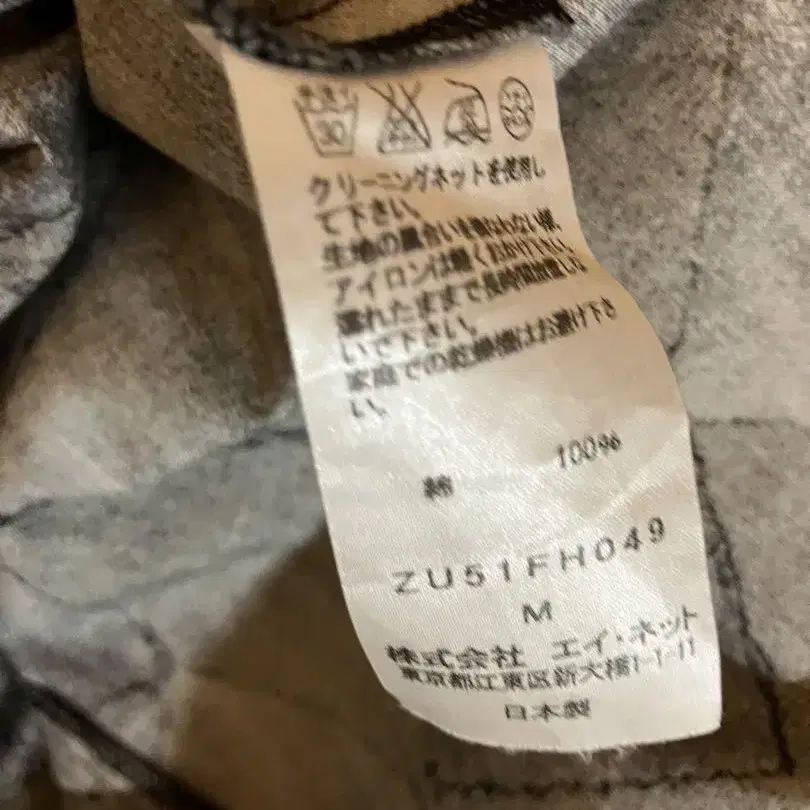 30
クリーニングネットを使用し
て下さい。
生地の風合いを損なわない様、
アイロンは軽くおかけ下さい。
濡れたままで長時間放置しな
いで下さい。
家庭での乾燥機はお避け下さ
い。
綿 100%
ZU51FH049
M
株式会社 エイ・ネット
東京都江東区新大橋1-1-11
日本製